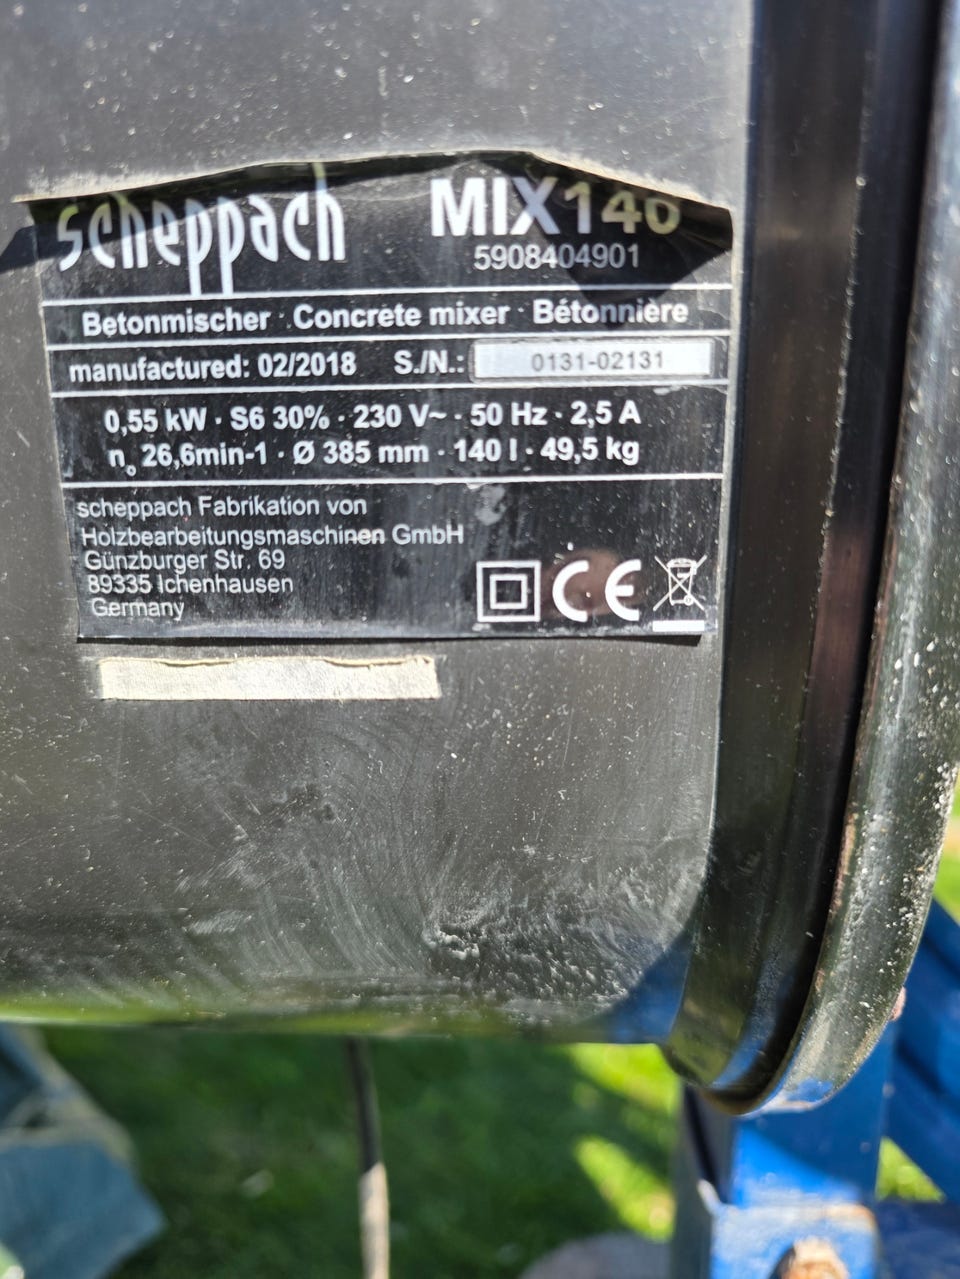 scheppach MIX140
5908404901
Betonmischer · Concrete mixer · Bétonnière
manufactured: 02/2018 S./N.: 0131-02131
0,55 kW · S6 30% · 230 V~ · 50 Hz · 2,5 A
n₀ 26,6min-1 · Ø 385 mm · 140 l · 49,5 kg
scheppach Fabrikation von
Holzbearbeitungsmaschinen GmbH
Günzburger Str. 69
89335 Ichenhausen
Germany
CE